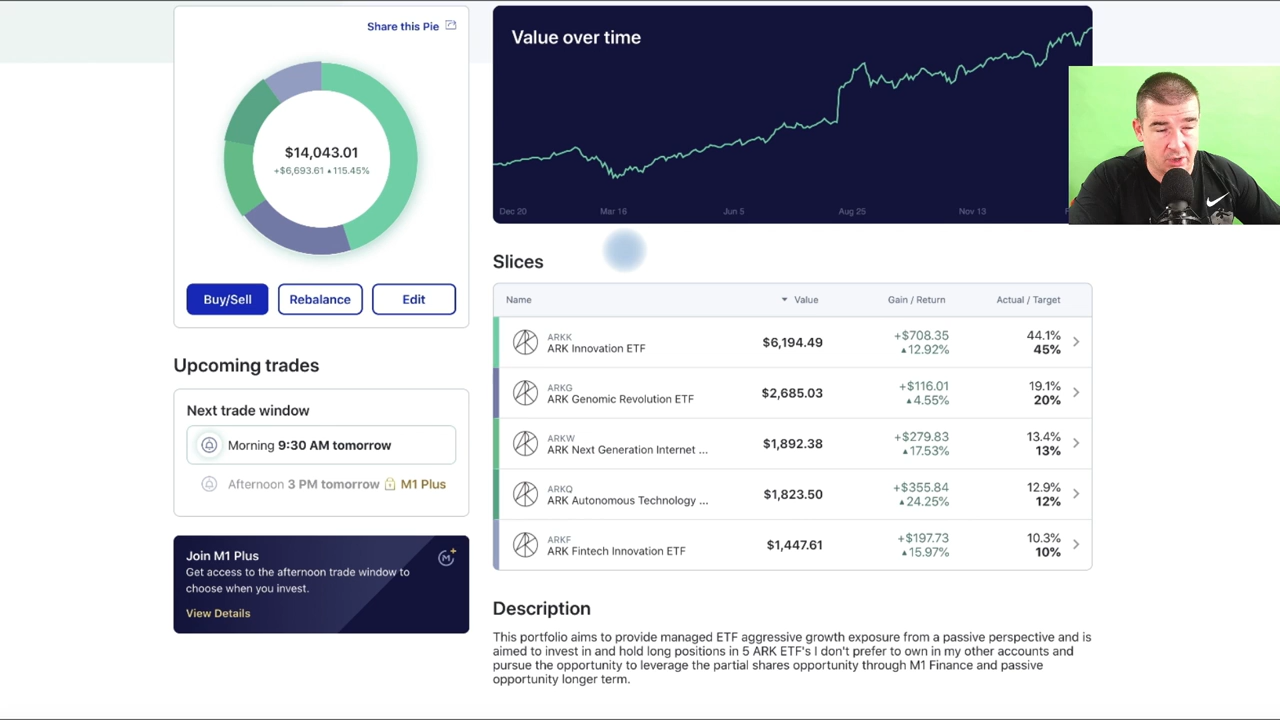 Share this Pie
$14,043.01
+$6,693.61 ▲ 115.45%
Buy/Sell
Rebalance
Edit
Upcoming trades
Next trade window
Morning 9:30 AM tomorrow
Afternoon 3 PM tomorrow M1 Plus
Join M1 Plus
Get access to the afternoon trade window to
choose when you invest.
View Details
Value over time
Dec 20 Mar 16 Jun 5 Aug 25 Nov 13 F
Slices
Name Value Gain / Return Actual / Target
ARKK
ARK Innovation ETF
$6,194.49
+$708.35
▲12.92%
44.1%
45%
ARKG
ARK Genomic Revolution ETF
$2,685.03
+$116.01
▲4.55%
19.1%
20%
ARKW
ARK Next Generation Internet ...
$1,892.38
+$279.83
▲17.53%
13.4%
13%
ARKQ
ARK Autonomous Technology ...
$1,823.50
+$355.84
▲24.25%
12.9%
12%
ARKF
ARK Fintech Innovation ETF
$1,447.61
+$197.73
▲15.97%
10.3%
10%
Description
This portfolio aims to provide managed ETF aggressive growth exposure from a passive perspective and is
aimed to invest in and hold long positions in 5 ARK ETF's I don't prefer to own in my other accounts and
pursue the opportunity to leverage the partial shares opportunity through M1 Finance and passive
opportunity longer term.